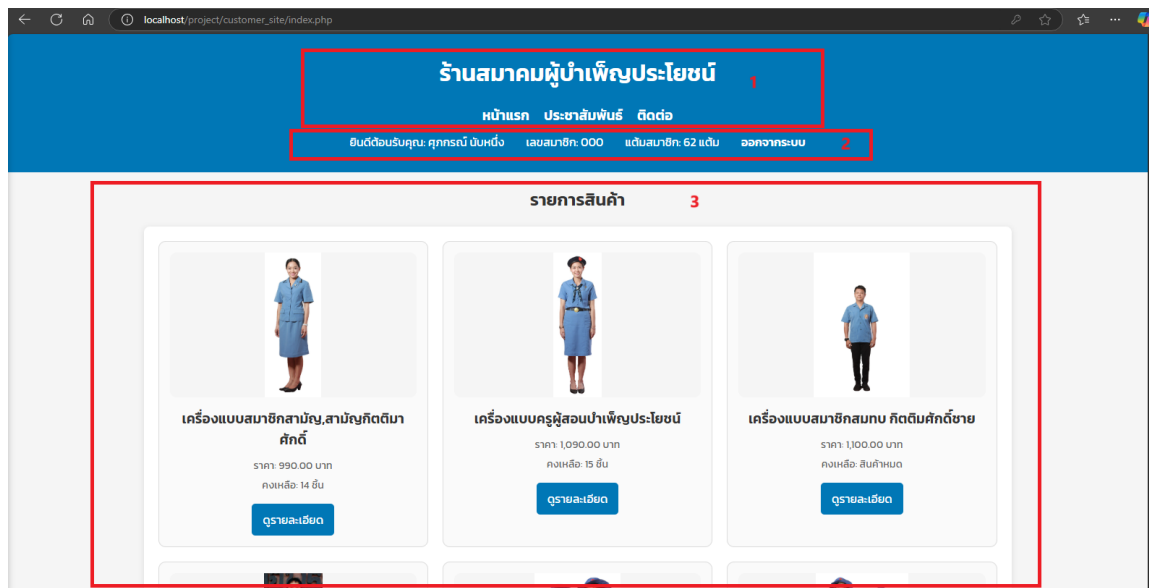 localhost/project/customer_site/index.php
ร้านสมาคมผู้บำเพ็ญประโยชน์
1
หน้าแรก ประชาสัมพันธ์ ติดต่อ
ยินดีต้อนรับคุณ: ศุภกรณ์ นับหนึ่ง เลขสมาชิก: 000 แต้มสมาชิก: 62 แต้ม ออกจากระบบ 2
รายการสินค้า 3
เครื่องแบบสมาชิกสามัญ,สามัญกิตติมา
ศักดิ์
ราคา: 990.00 บาท
คงเหลือ: 14 ชิ้น
ดูรายละเอียด
เครื่องแบบครูผู้สอนบำเพ็ญประโยชน์
ราคา: 1,090.00 บาท
คงเหลือ: 15 ชิ้น
ดูรายละเอียด
เครื่องแบบสมาชิกสมทบ กิตติมศักดิ์ชาย
ราคา: 1,100.00 บาท
คงเหลือ: สินค้าหมด
ดูรายละเอียด